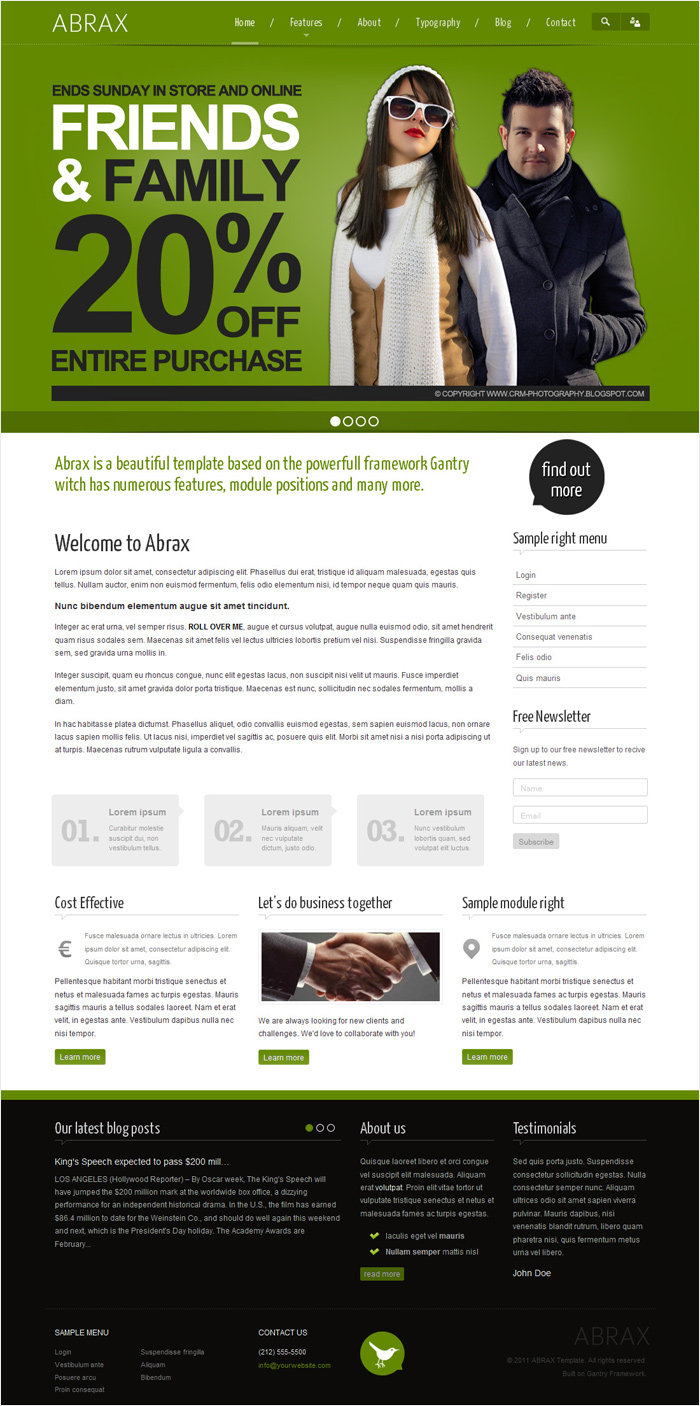 ABRAX
Home / Features / About / Typography / Blog / Contact
ENDS SUNDAY IN STORE AND ONLINE
FRIENDS
& FAMILY
20%
OFF
ENTIRE PURCHASE
© COPYRIGHT WWW.CRM-PHOTOGRAPHY.BLOGSPOT.COM
Abrax is a beautiful template based on the powerfull framework Gantry
witch has numerous features, module positions and many more.
find out
more
Welcome to Abrax
Lorem ipsum dolor sit amet, consectetur adipiscing elit. Phasellus dui erat, tristique id aliquam malesuada, egestas quis
tellus. Nullam auctor, enim non euismod fermentum, felis odio elementum nisi, id tempor neque quam quis mauris.
Nunc bibendum elementum augue sit amet tincidunt.
Integer ac erat urna, vel semper risus. ROLL OVER ME, augue et cursus volutpat, augue nulla euismod odio, sit amet hendrerit
quam risus sodales sem. Maecenas sit amet felis vel lectus ultricies lobortis pretium vel nisi. Suspendisse fringilla gravida
sem, sed gravida urna mollis in.
Integer suscipit, quam eu rhoncus congue, nunc elit egestas lacus, non suscipit nisi velit ut mauris. Fusce imperdiet
elementum justo, sit amet gravida dolor porta tristique. Maecenas est nunc, sollicitudin nec sodales fermentum, mollis a
diam.
In hac habitasse platea dictumst. Phasellus aliquet, odio convallis euismod egestas, sem sapien euismod lacus, non ornare
lacus sapien mollis felis. Ut lacus nisi, imperdiet vel sagittis ac, posuere quis elit. Morbi sit amet nisi a nisi porta adipiscing ut
at turpis. Maecenas rutrum vulputate ligula a convallis.
Sample right menu
Login
Register
Vestibulum ante
Consequat venenatis
Felis odio
Quis mauris
Free Newsletter
Sign up to our free newsletter to recive
our latest news.
Name
Email
Subscribe
01.
Lorem ipsum
Curabitur molestie
suscipit dui, non
vestibulum tellus.
02.
Lorem ipsum
Mauris aliquam, velit
nec vulputate
dictum, justo odio.
03.
Lorem ipsum
Nunc vestibulum
lobortis quam, sed
volutpat elit luctus.
Cost Effective
€
Fusce malesuada ornare lectus in ultricies. Lorem
ipsum dolor sit amet, consectetur adipiscing elit.
Quisque tortor urna, sagittis.
Pellentesque habitant morbi tristique senectus et
netus et malesuada fames ac turpis egestas. Mauris
sagittis mauris a tellus sodales laoreet. Nam et erat
velit, in egestas ante. Vestibulum dapibus nulla nec
nisi tempor.
Learn more
Let's do business together
We are always looking for new clients and
challenges. We'd love to collaborate with you!
Learn more
Sample module right
Fusce malesuada ornare lectus in ultricies. Lorem
ipsum dolor sit amet, consectetur adipiscing elit.
Quisque tortor urna, sagittis.
Pellentesque habitant morbi tristique senectus et
netus et malesuada fames ac turpis egestas. Mauris
sagittis mauris a tellus sodales laoreet. Nam et erat
velit, in egestas ante. Vestibulum dapibus nulla nec
nisi tempor.
Learn more
Our latest blog posts
King's Speech expected to pass $200 mill...
LOS ANGELES (Hollywood Reporter) – By Oscar week, The King's Speech will
have jumped the $200 million mark at the worldwide box office, a dizzying
performance for an independent historical drama. In the U.S., the film has earned
$86.4 million to date for the Weinstein Co., and should do well again this weekend
and next, which is the President's Day holiday. The Academy Awards are
February...
About us
Quisque laoreet libero et orci congue
vel suscipit elit malesuada. Aliquam
erat volutpat. Proin elit vitae tortor ut
vulputate tristique senectus et netus et
malesuada fames ac turpis egestas.
Iaculis eget vel mauris
Nullam semper mattis nisl
read more
Testimonials
Sed quis porta justo. Suspendisse
consectetur sollicitudin egestas. Nulla
consectetur semper nunc. Aliquam
ultrices odio sit amet sapien viverra
pulvinar. Mauris dapibus, nisi
venenatis blandit rutrum, libero quam
pharetra nisi, quis fermentum metus
urna vel libero.
John Doe
SAMPLE MENU
Login
Vestibulum ante
Posuere arcu
Proin consequat
Suspendisse fringilla
Aliquam
Bibendum
CONTACT US
(212) 555-5500
info@yourwebsite.com
ABRAX
© 2011 ABRAX Template. All rights reserved.
Built on Gantry Framework.